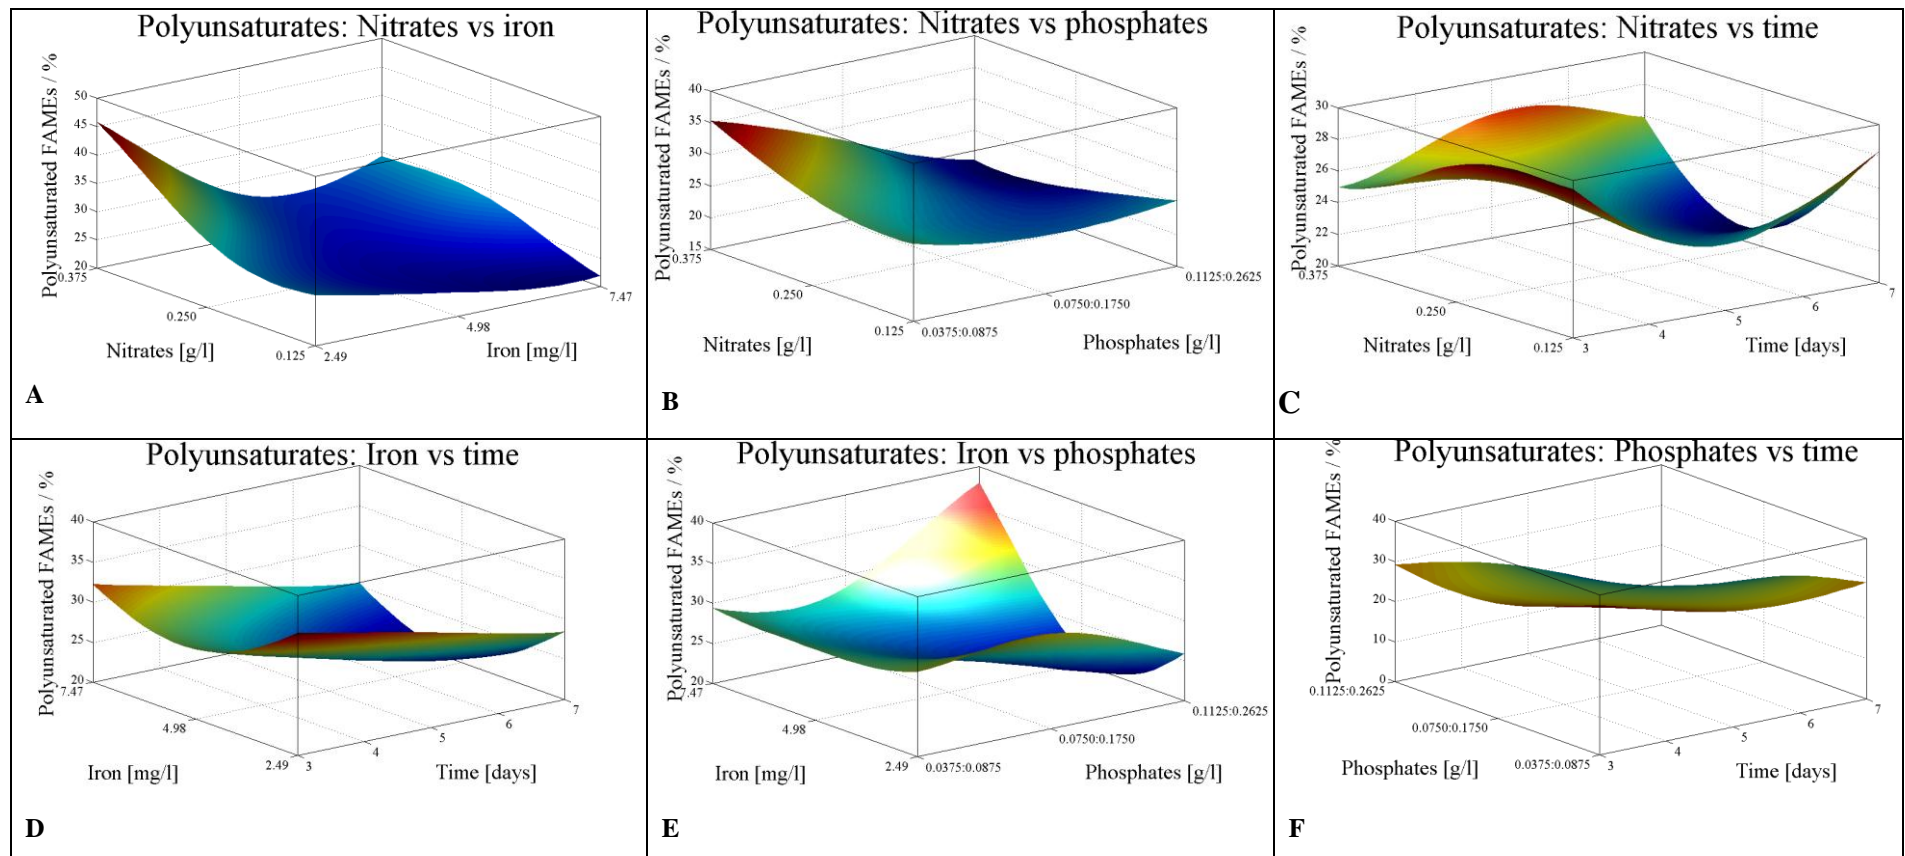 Polyunsaturates: Nitrates vs iron
Polyunsaturated FAMEs / %
50
45
40
35
30
25
20
0.375
0.250
0.125
2.49
4.98
7.47
Nitrates [g/l]
Iron [mg/l]
A
Polyunsaturates: Nitrates vs phosphates
Polyunsaturated FAMEs / %
40
35
30
25
20
15
0.375
0.250
0.125
0.0375:0.0875
0.0750:0.1750
0.1125:0.2625
Nitrates [g/l]
Phosphates [g/l]
B
Polyunsaturates: Nitrates vs time
Polyunsaturated FAMEs / %
30
28
26
24
22
20
0.375
0.250
0.125
3
4
5
6
7
Nitrates [g/l]
Time [days]
C
Polyunsaturates: Iron vs time
Polyunsaturated FAMEs / %
40
35
30
25
20
7.47
4.98
2.49
3
4
5
6
7
Iron [mg/l]
Time [days]
D
Polyunsaturates: Iron vs phosphates
Polyunsaturated FAMEs / %
40
35
30
25
20
7.47
4.98
2.49
0.0375:0.0875
0.0750:0.1750
0.1125:0.2625
Iron [mg/l]
Phosphates [g/l]
E
Polyunsaturates: Phosphates vs time
Polyunsaturated FAMEs / %
40
30
20
10
0
0.1125:0.2625
0.0750:0.1750
0.0375:0.0875
3
4
5
6
7
Phosphates [g/l]
Time [days]
F